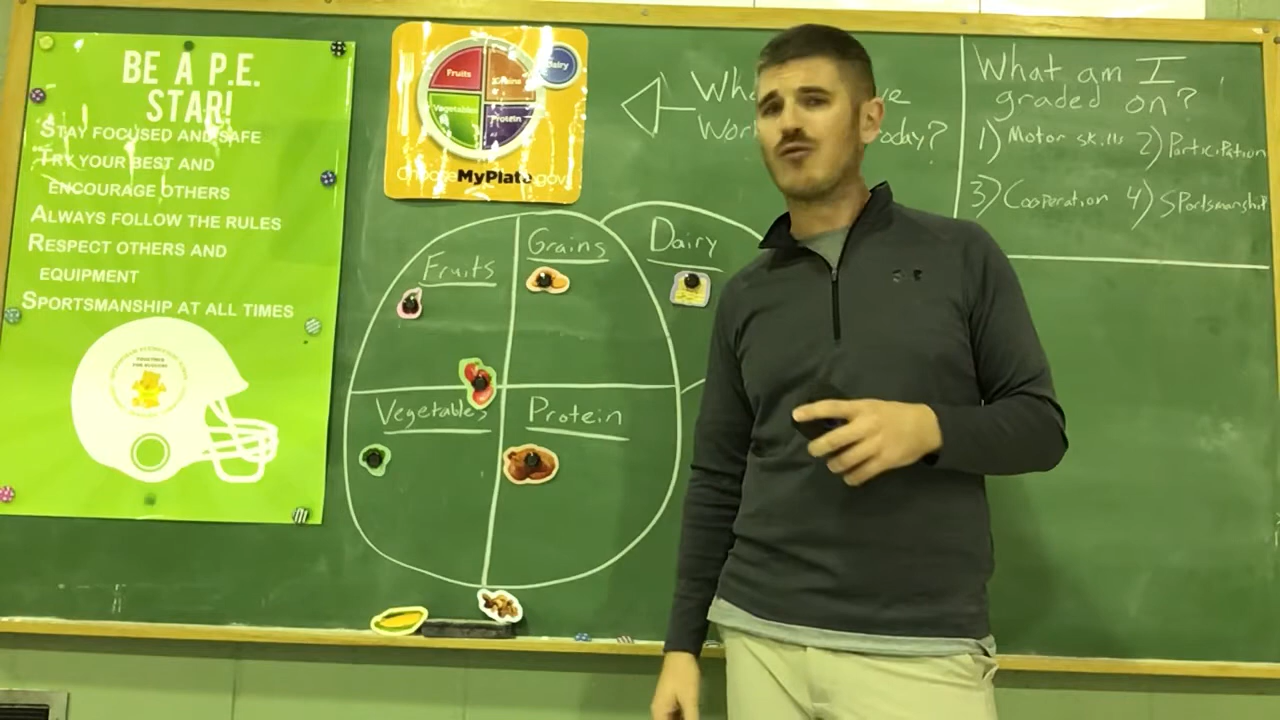 BE A P.E.
STAR!
STAY FOCUSED AND SAFE
TRY YOUR BEST AND
ENCOURAGE OTHERS
ALWAYS FOLLOW THE RULES
RESPECT OTHERS AND
EQUIPMENT
SPORTSMANSHIP AT ALL TIMES
Fruits
Grains
Dairy
Vegetables
Protein
ChooseMyPlate.gov
Fruits
Grains
Dairy
Vegetables
Protein
What am I
graded on?
1) Motor skills 2) Participation
3) Cooperation 4) Sportsmanship